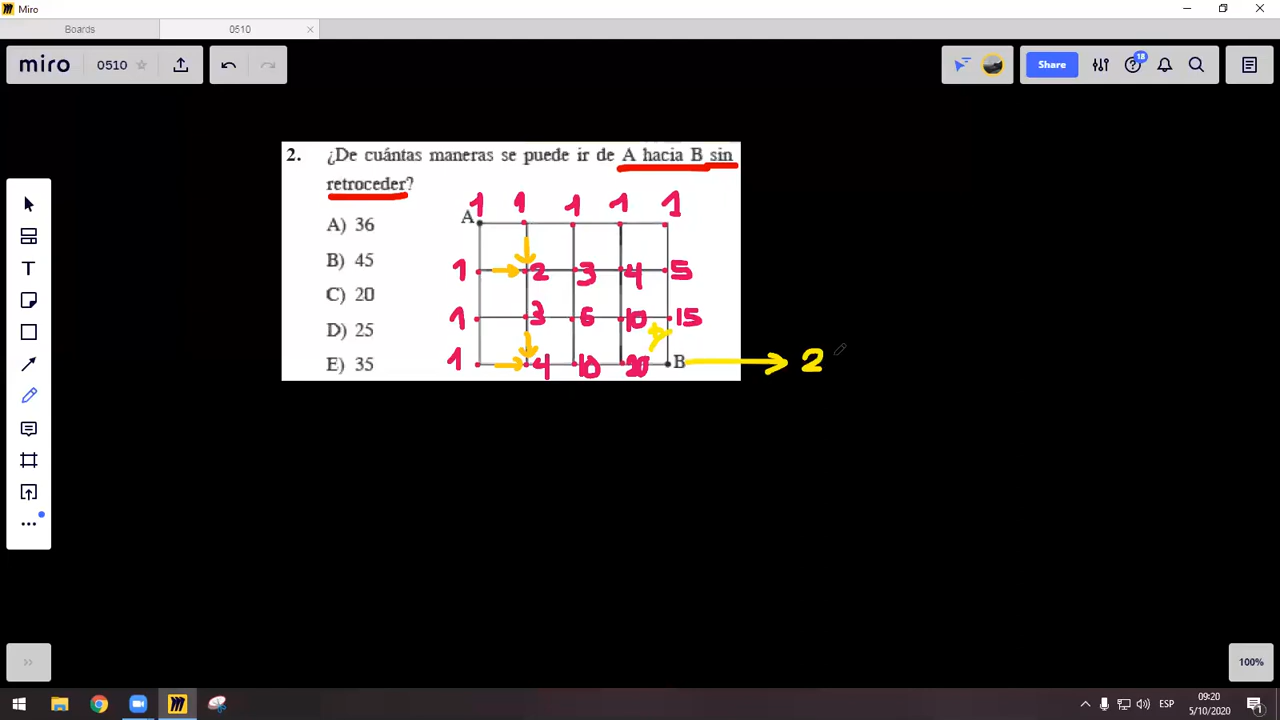 Miro
Boards
0510
miro
0510
Share
18
2. ¿De cuántas maneras se puede ir de A hacia B sin
retroceder?
A) 36
B) 45
C) 20
D) 25
E) 35
1 1 1 1 1
A
1 2 3 4 5
1 3 6 10 15
1 4 10 20 B 2
100%
ESP
09:20
5/10/2020
1